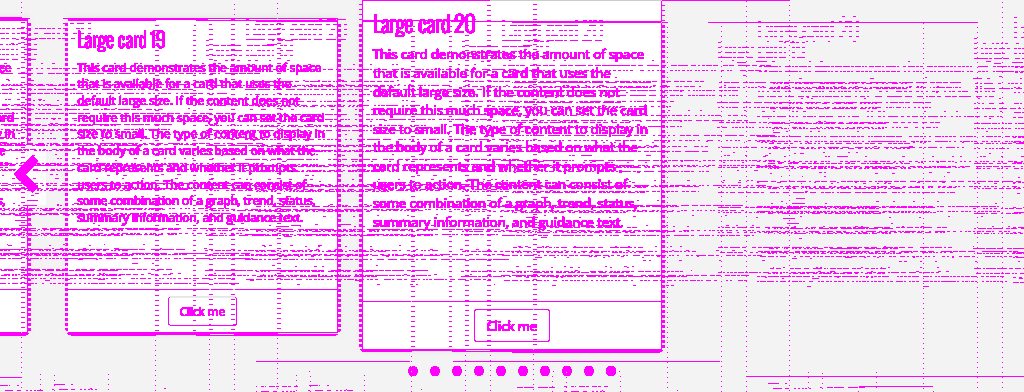 Large card 19
This card demonstrates the amount of space
that is available for a card that uses the
default large size. If the content does not
require this much space, you can set the card
size to small. The type of content to display in
the body of a card varies based on what the
card represents and whether it prompts
users to action. The content can consist of
some combination of a graph, trend, status,
summary information, and guidance text.
Click me
Large card 20
This card demonstrates the amount of space
that is available for a card that uses the
default large size. If the content does not
require this much space, you can set the card
size to small. The type of content to display in
the body of a card varies based on what the
card represents and whether it prompts
users to action. The content can consist of
some combination of a graph, trend, status,
summary information, and guidance text.
Click me